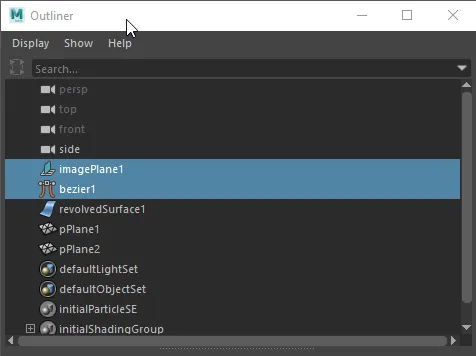 Outliner
Display Show Help
Search...
persp
top
front
side
imagePlane1
bezier1
revolvedSurface1
pPlane1
pPlane2
defaultLightSet
defaultObjectSet
initialParticleSE
initialShadingGroup